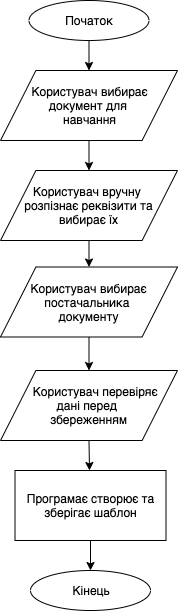 Початок
Користувач вибирає
документ для
навчання
Користувач вручну
розпізнає реквізити та
вибирає їх
Користувач вибирає
постачальника
документу
Користувач перевіряє
дані перед
збереженням
Програмає створює та
зберігає шаблон
Кінець